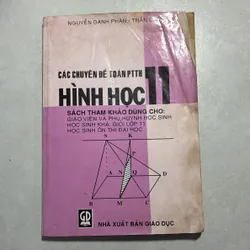 NGUYỄN DANH PHAN - TRẦN
CÁC CHUYÊN ĐỀ TOÁN PTTH
HÌNH HỌC 11
SÁCH THAM KHẢO DÙNG CHO:
GIÁO VIÊN VÀ PHỤ HUYNH HỌC SINH
HỌC SINH KHÁ, GIỎI LỚP 11
HỌC SINH ÔN THI ĐẠI HỌC
S K
A
D
B M C
GD
NHÀ XUẤT BẢN GIÁO DỤC